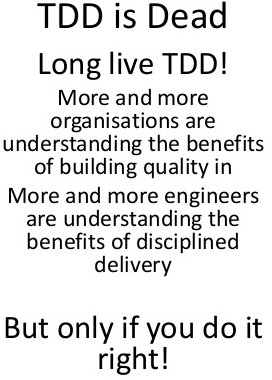 TDD is Dead
Long live TDD!
More and more
organisations are
understanding the benefits
of building quality in
More and more engineers
are understanding the
benefits of disciplined
delivery
But only if you do it
right!